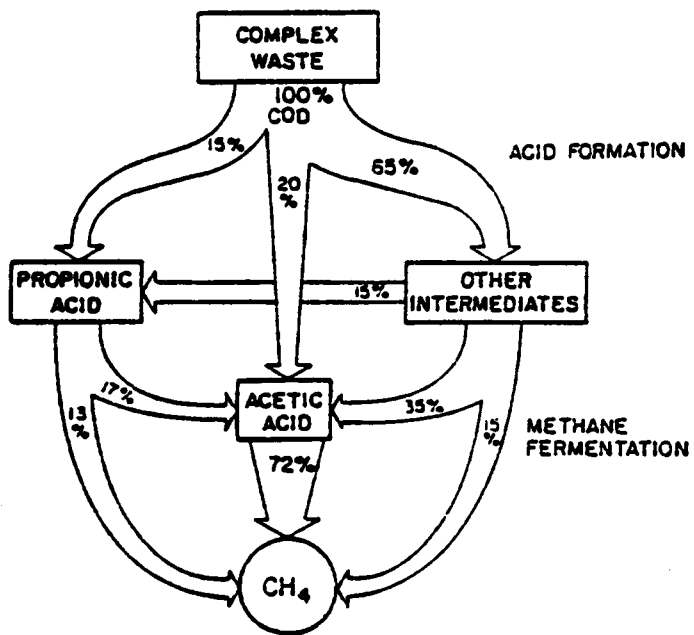 COMPLEX
WASTE
100%
COD
15%
20
%
65%
ACID FORMATION
PROPIONIC
ACID
15%
OTHER
INTERMEDIATES
17%
ACETIC
ACID
35%
13
%
15
%
METHANE
FERMENTATION
72%
CH₄